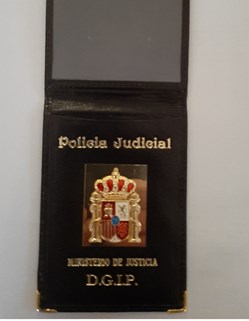 Policía Judicial
MINISTERIO DE JUSTICIA
D.G.I.P.